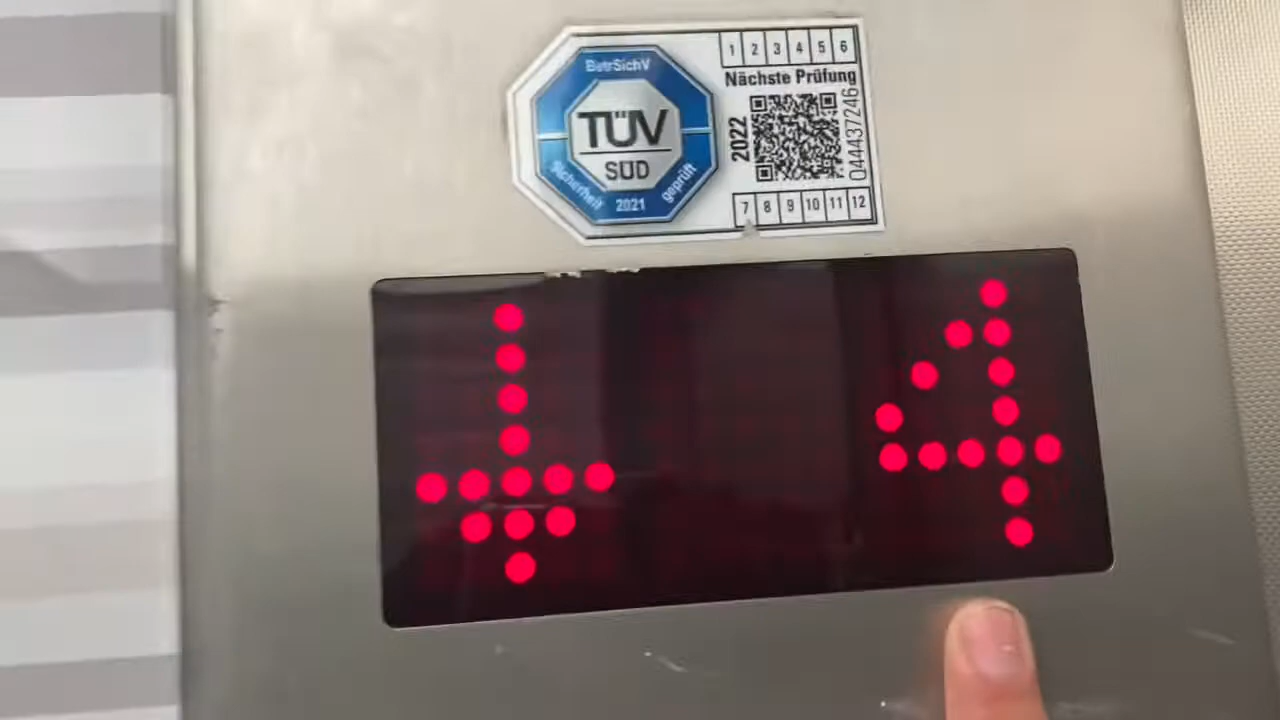 BetrSichV
TÜV
SÜD
Sicherheit 2021 geprüft
1 2 3 4 5 6
Nächste Prüfung
2022
044437246
7 8 9 10 11 12
4